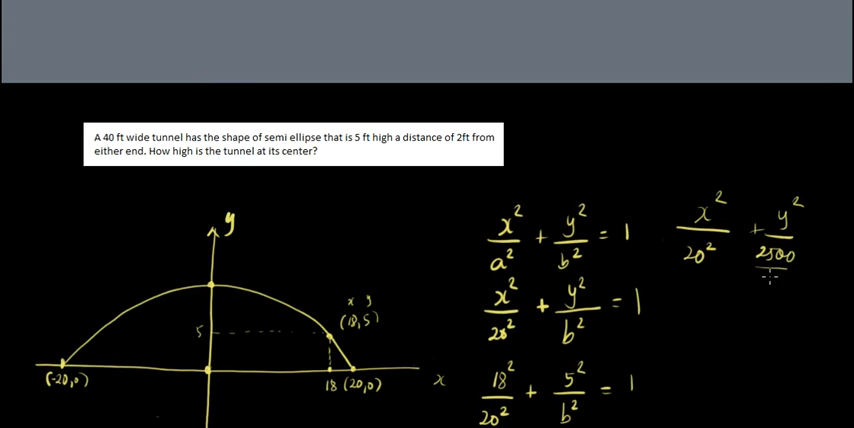 A 40 ft wide tunnel has the shape of semi ellipse that is 5 ft high a distance of 2ft from
either end. How high is the tunnel at its center?
y
x y
(18,5)
5
(-20,0)
18 (20,0)
x
x²/a² + y²/b² = 1
x²/20² + y²/b² = 1
18²/20² + 5²/b² = 1
x²/20² + y²/2500